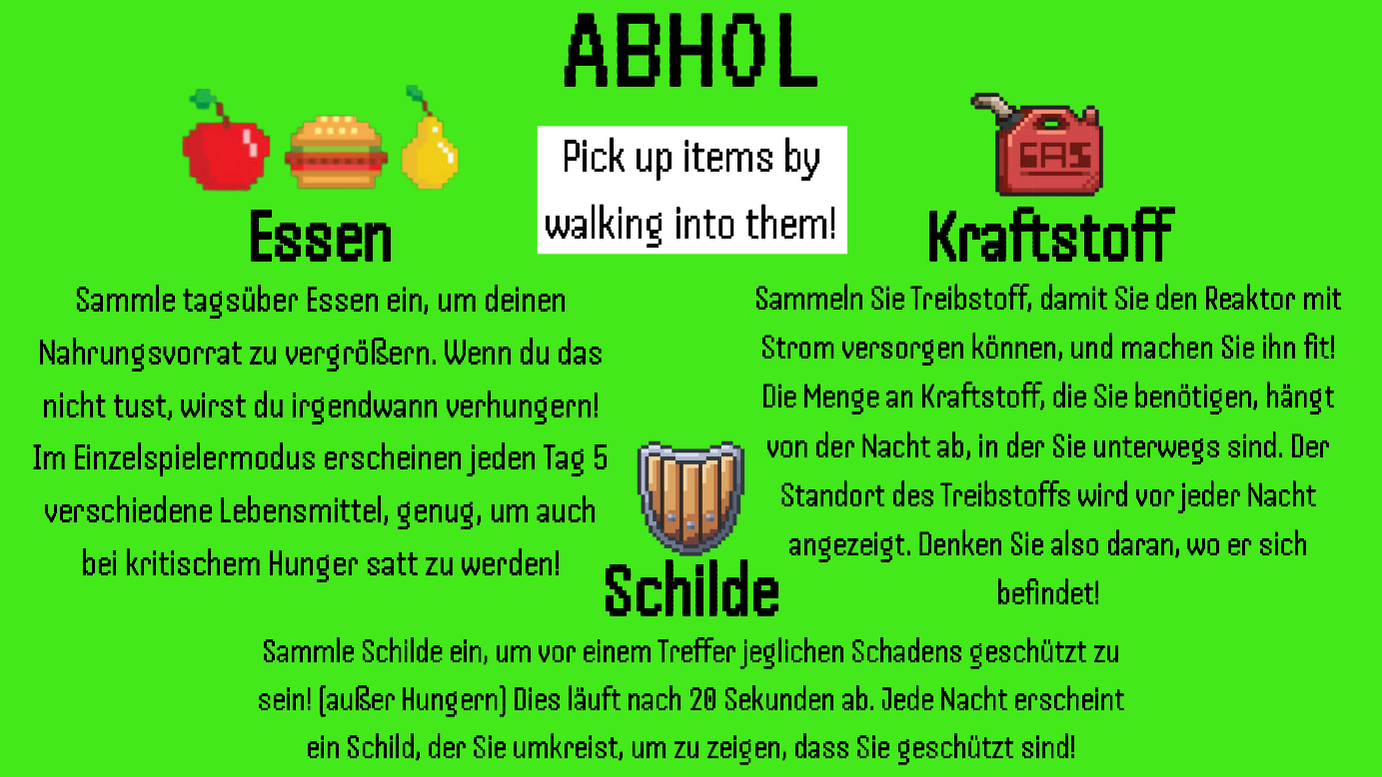 ABHOL
Pick up items by
walking into them!
Essen
Sammle tagsüber Essen ein, um deinen
Nahrungsvorrat zu vergrößern. Wenn du das
nicht tust, wirst du irgendwann verhungern!
Im Einzelspielermodus erscheinen jeden Tag 5
verschiedene Lebensmittel, genug, um auch
bei kritischem Hunger satt zu werden!
GAS
Kraftstoff
Sammeln Sie Treibstoff, damit Sie den Reaktor mit
Strom versorgen können, und machen Sie ihn fit!
Die Menge an Kraftstoff, die Sie benötigen, hängt
von der Nacht ab, in der Sie unterwegs sind. Der
Standort des Treibstoffs wird vor jeder Nacht
angezeigt. Denken Sie also daran, wo er sich
befindet!
Schilde
Sammle Schilde ein, um vor einem Treffer jeglichen Schadens geschützt zu
sein! (außer Hungern) Dies läuft nach 20 Sekunden ab. Jede Nacht erscheint
ein Schild, der Sie umkreist, um zu zeigen, dass Sie geschützt sind!